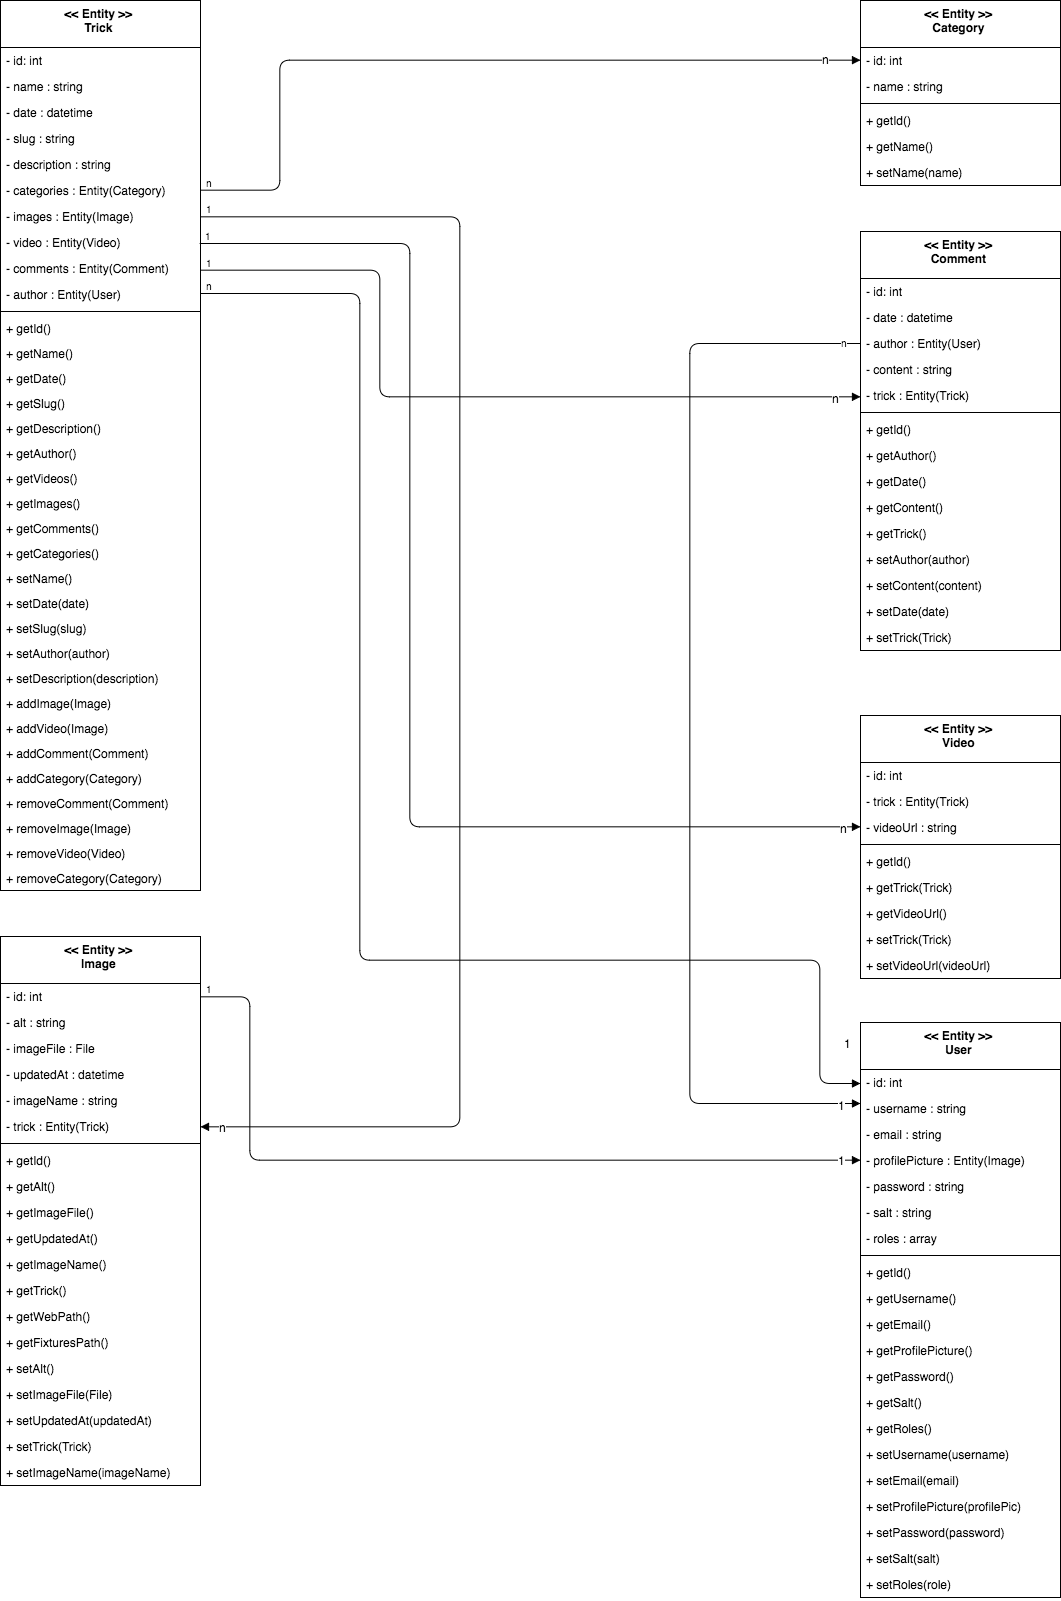 << Entity >>
Trick
- id: int
- name : string
- date : datetime
- slug : string
- description : string
- categories : Entity(Category)
- images : Entity(Image)
- video : Entity(Video)
- comments : Entity(Comment)
- author : Entity(User)
+ getId()
+ getName()
+ getDate()
+ getSlug()
+ getDescription()
+ getAuthor()
+ getVideos()
+ getImages()
+ getComments()
+ getCategories()
+ setName()
+ setDate(date)
+ setSlug(slug)
+ setAuthor(author)
+ setDescription(description)
+ addImage(Image)
+ addVideo(Image)
+ addComment(Comment)
+ addCategory(Category)
+ removeComment(Comment)
+ removeImage(Image)
+ removeVideo(Video)
+ removeCategory(Category)
n
1
1
1
n
<< Entity >>
Image
- id: int
- alt : string
- imageFile : File
- updatedAt : datetime
- imageName : string
- trick : Entity(Trick)
+ getId()
+ getAlt()
+ getImageFile()
+ getUpdatedAt()
+ getImageName()
+ getTrick()
+ getWebPath()
+ getFixturesPath()
+ setAlt()
+ setImageFile(File)
+ setUpdatedAt(updatedAt)
+ setTrick(Trick)
+ setImageName(imageName)
1
n
n
<< Entity >>
Category
- id: int
- name : string
+ getId()
+ getName()
+ setName(name)
n
n
<< Entity >>
Comment
- id: int
- date : datetime
- author : Entity(User)
- content : string
- trick : Entity(Trick)
+ getId()
+ getAuthor()
+ getDate()
+ getContent()
+ getTrick()
+ setAuthor(author)
+ setContent(content)
+ setDate(date)
+ setTrick(Trick)
n
<< Entity >>
Video
- id: int
- trick : Entity(Trick)
- videoUrl : string
+ getId()
+ getTrick(Trick)
+ getVideoUrl()
+ setTrick(Trick)
+ setVideoUrl(videoUrl)
1
1
1
<< Entity >>
User
- id: int
- username : string
- email : string
- profilePicture : Entity(Image)
- password : string
- salt : string
- roles : array
+ getId()
+ getUsername()
+ getEmail()
+ getProfilePicture()
+ getPassword()
+ getSalt()
+ getRoles()
+ setUsername(username)
+ setEmail(email)
+ setProfilePicture(profilePic)
+ setPassword(password)
+ setSalt(salt)
+ setRoles(role)